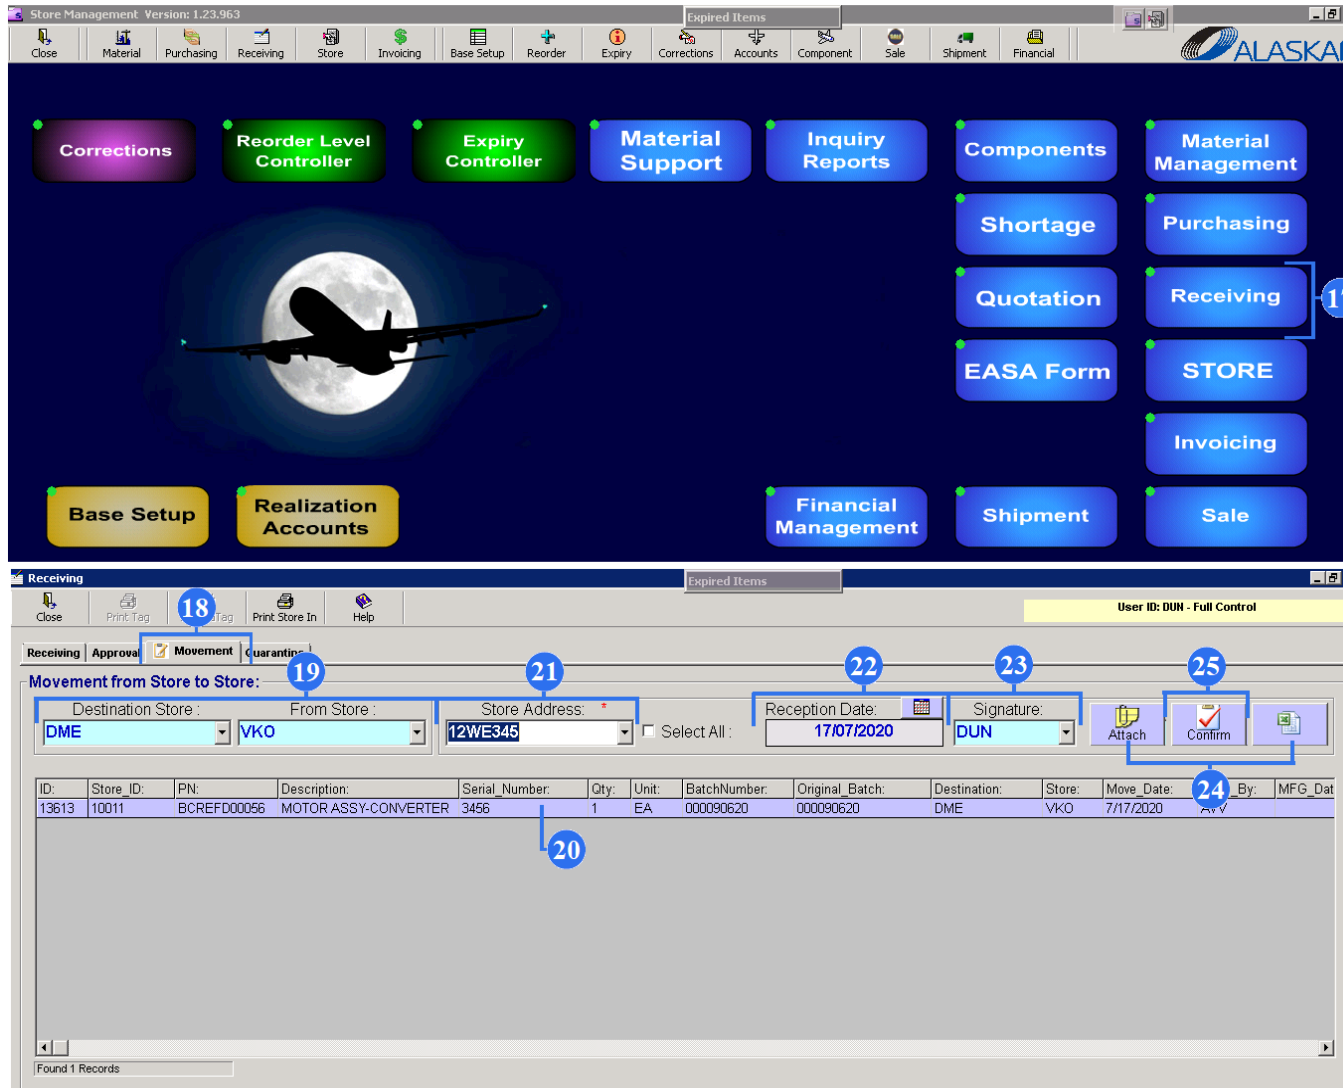 Store Management Version: 1.23.963
Expired Items
Close Material Purchasing Receiving Store Invoicing Base Setup Reorder Expiry Corrections Accounts Component Sale Shipment Financial
Corrections
Reorder Level
Controller
Expiry
Controller
Material
Support
Inquiry
Reports
Components
Material
Management
Shortage
Purchasing
Quotation
Receiving
EASA Form
STORE
Invoicing
Base Setup
Realization
Accounts
Financial
Management
Shipment
Sale
Receiving
Expired Items
Close Print Tag Tag Print Store In Help
18
User ID: DUN - Full Control
Receiving Approval Movement Quarantine
19 21 22 23 25
Movement from Store to Store:
Destination Store : From Store : Store Address: * Reception Date: Signature:
DME VKO 12WE345 Select All : 17/07/2020 DUN Attach Confirm
24
ID: Store_ID: PN: Description: Serial_Number: Qty: Unit: BatchNumber: Original_Batch: Destination: Store: Move_Date: _By: MFG_Dat
13613 10011 BCREFD00056 MOTOR ASSY-CONVERTER 3456 1 EA 000090620 000090620 DME VKO 7/17/2020
20
Found 1 Records